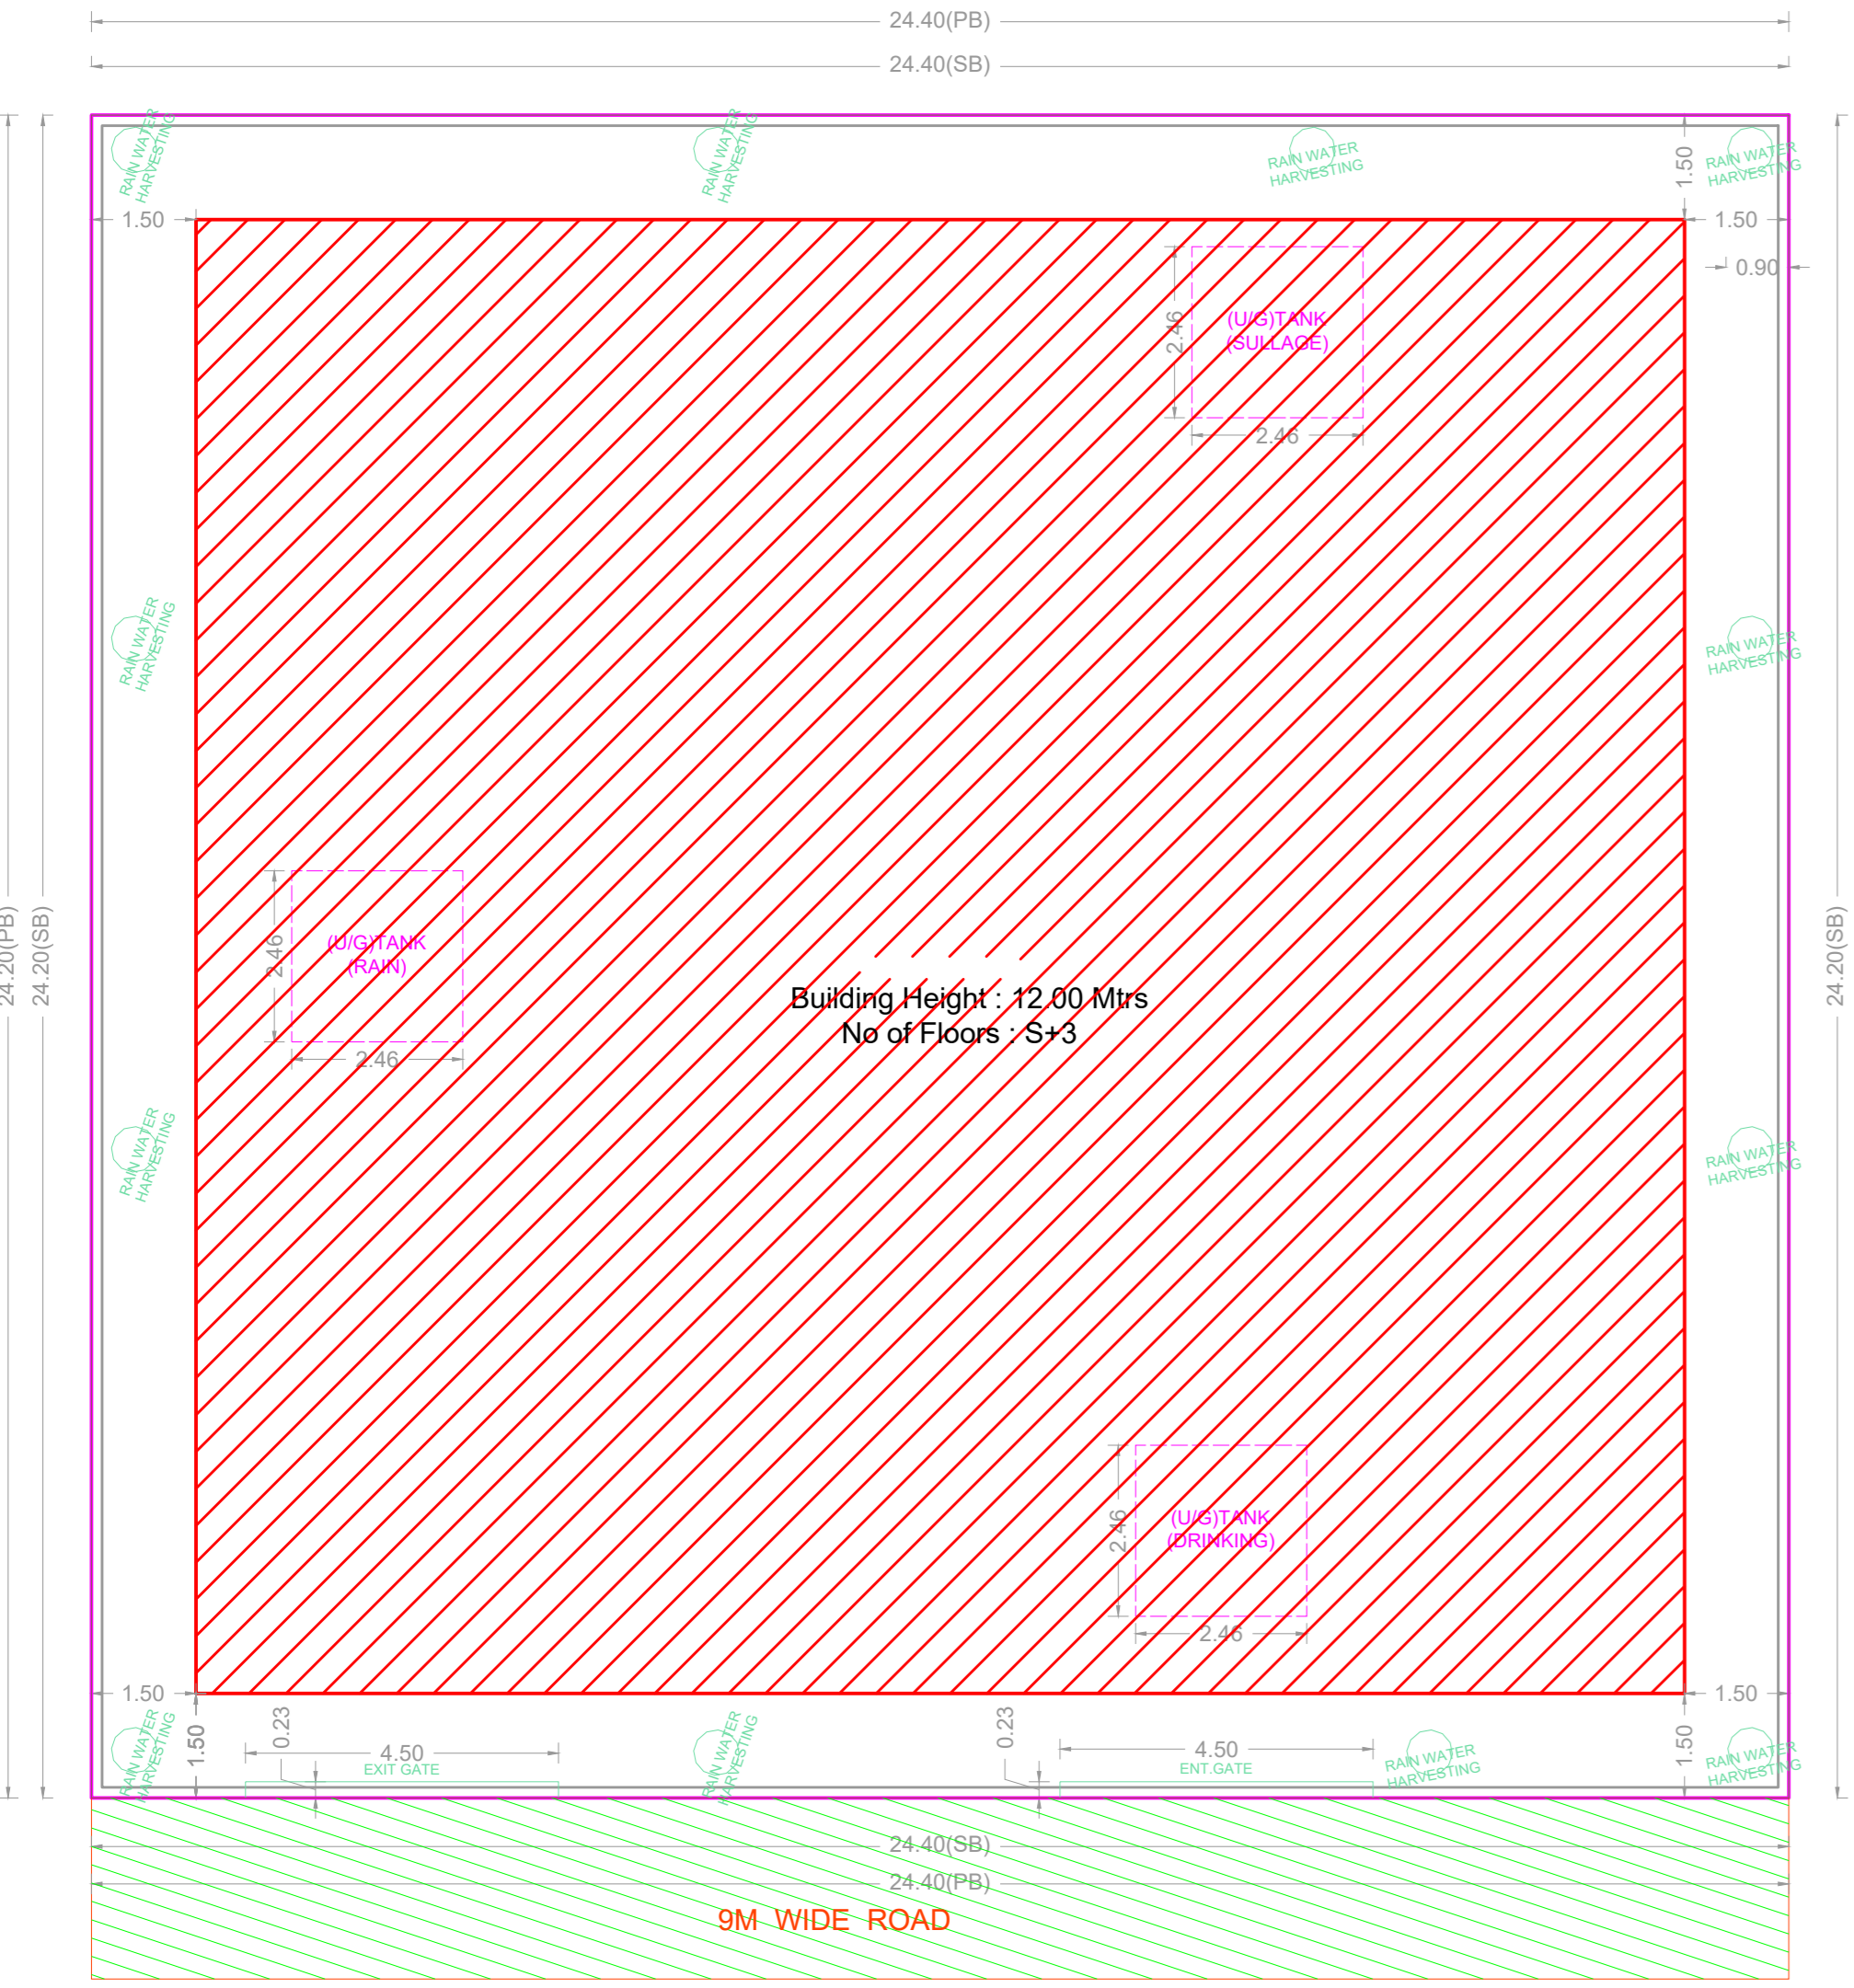 24.40(PB)
24.40(SB)
RAIN WATER
HARVESTING
RAIN WATER
HARVESTING
RAIN WATER
HARVESTING
RAIN WATER
HARVESTING
1.50
1.50
1.50
0.90
2.46
(U/G)TANK
(SULLAGE)
2.46
RAIN WATER
HARVESTING
RAIN WATER
HARVESTING
24.20(PB)
24.20(SB)
24.20(SB)
2.46
(U/G)TANK
(RAIN)
2.46
Building Height : 12.00 Mtrs
No of Floors : S+3
RAIN WATER
HARVESTING
RAIN WATER
HARVESTING
2.46
(U/G)TANK
(DRINKING)
2.46
1.50
1.50
RAIN WATER
HARVESTING
1.50
0.23
4.50
EXIT GATE
RAIN WATER
HARVESTING
0.23
4.50
ENT.GATE
RAIN WATER
HARVESTING
1.50
RAIN WATER
HARVESTING
24.40(SB)
24.40(PB)
9M WIDE ROAD